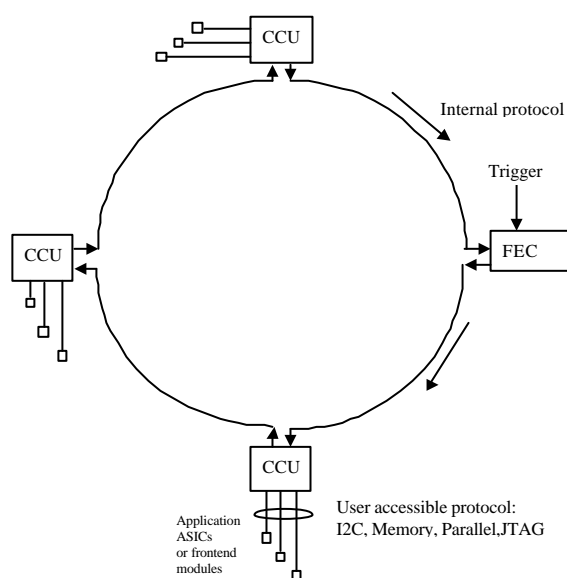 CCU
Internal protocol
Trigger
FEC
CCU
CCU
User accessible protocol:
I2C, Memory, Parallel,JTAG
Application
ASICs
or frontend
modules